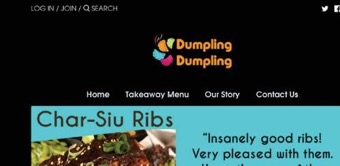 LOG IN / JOIN / SEARCH
Dumpling
Dumpling
Home Takeaway Menu Our Story Contact Us
Char-Siu Ribs
“Insanely good ribs!
Very pleased with them.